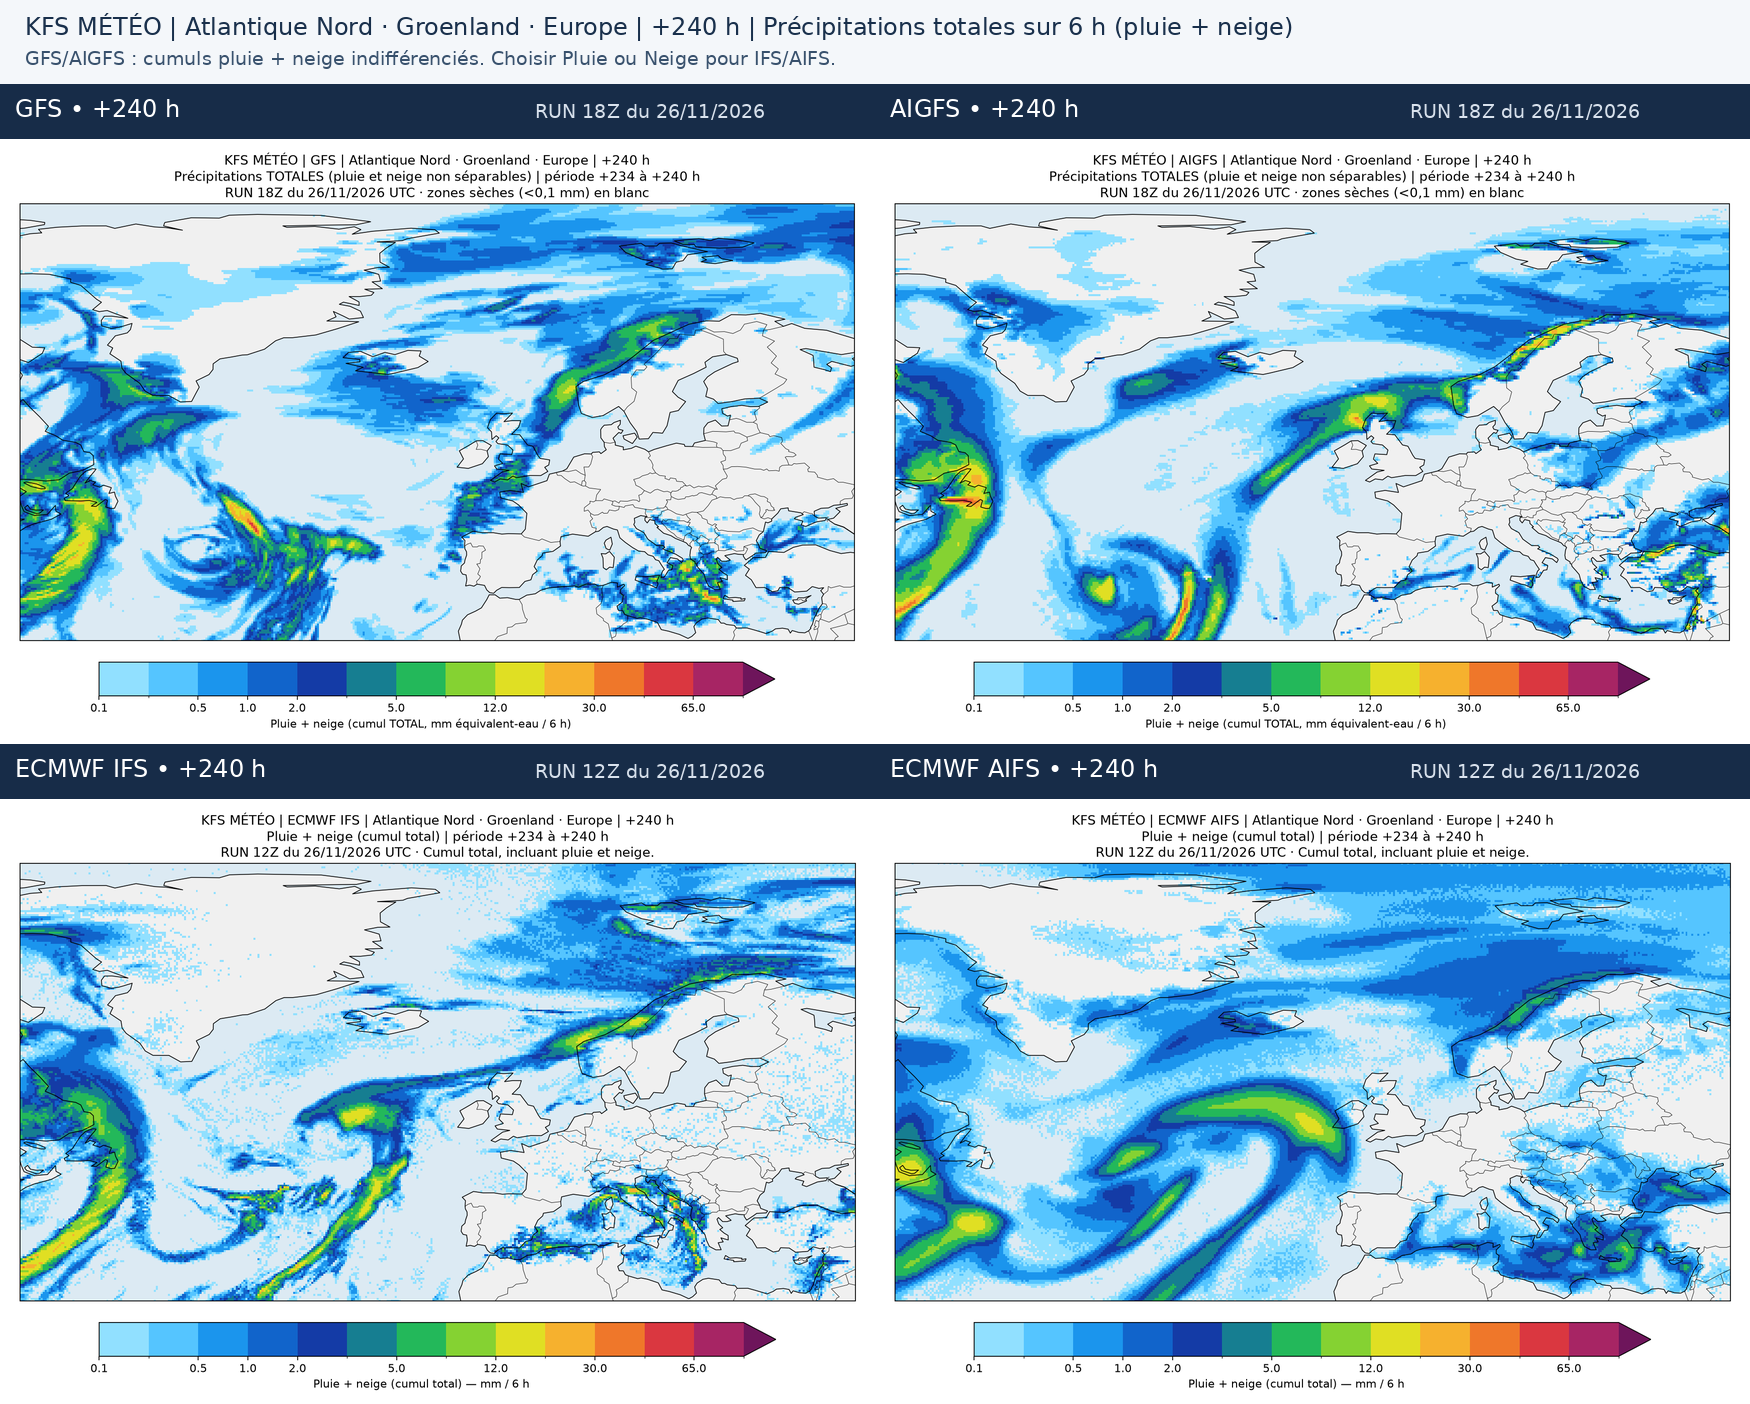 KFS MÉTÉO | Atlantique Nord · Groenland · Europe | +240 h | Précipitations totales sur 6 h (pluie + neige)
GFS/AIGFS : cumuls pluie + neige indifférenciés. Choisir Pluie ou Neige pour IFS/AIFS.
GFS • +240 h
RUN 18Z du 26/11/2026
KFS MÉTÉO | GFS | Atlantique Nord · Groenland · Europe | +240 h
Précipitations TOTALES (pluie et neige non séparables) | période +234 à +240 h
RUN 18Z du 26/11/2026 UTC · zones sèches (<0,1 mm) en blanc
0.1 0.5 1.0 2.0 5.0 12.0 30.0 65.0
Pluie + neige (cumul TOTAL, mm équivalent-eau / 6 h)
AIGFS • +240 h
RUN 18Z du 26/11/2026
KFS MÉTÉO | AIGFS | Atlantique Nord · Groenland · Europe | +240 h
Précipitations TOTALES (pluie et neige non séparables) | période +234 à +240 h
RUN 18Z du 26/11/2026 UTC · zones sèches (<0,1 mm) en blanc
0.1 0.5 1.0 2.0 5.0 12.0 30.0 65.0
Pluie + neige (cumul TOTAL, mm équivalent-eau / 6 h)
ECMWF IFS • +240 h
RUN 12Z du 26/11/2026
KFS MÉTÉO | ECMWF IFS | Atlantique Nord · Groenland · Europe | +240 h
Pluie + neige (cumul total) | période +234 à +240 h
RUN 12Z du 26/11/2026 UTC · Cumul total, incluant pluie et neige.
0.1 0.5 1.0 2.0 5.0 12.0 30.0 65.0
Pluie + neige (cumul total) — mm / 6 h
ECMWF AIFS • +240 h
RUN 12Z du 26/11/2026
KFS MÉTÉO | ECMWF AIFS | Atlantique Nord · Groenland · Europe | +240 h
Pluie + neige (cumul total) | période +234 à +240 h
RUN 12Z du 26/11/2026 UTC · Cumul total, incluant pluie et neige.
0.1 0.5 1.0 2.0 5.0 12.0 30.0 65.0
Pluie + neige (cumul total) — mm / 6 h